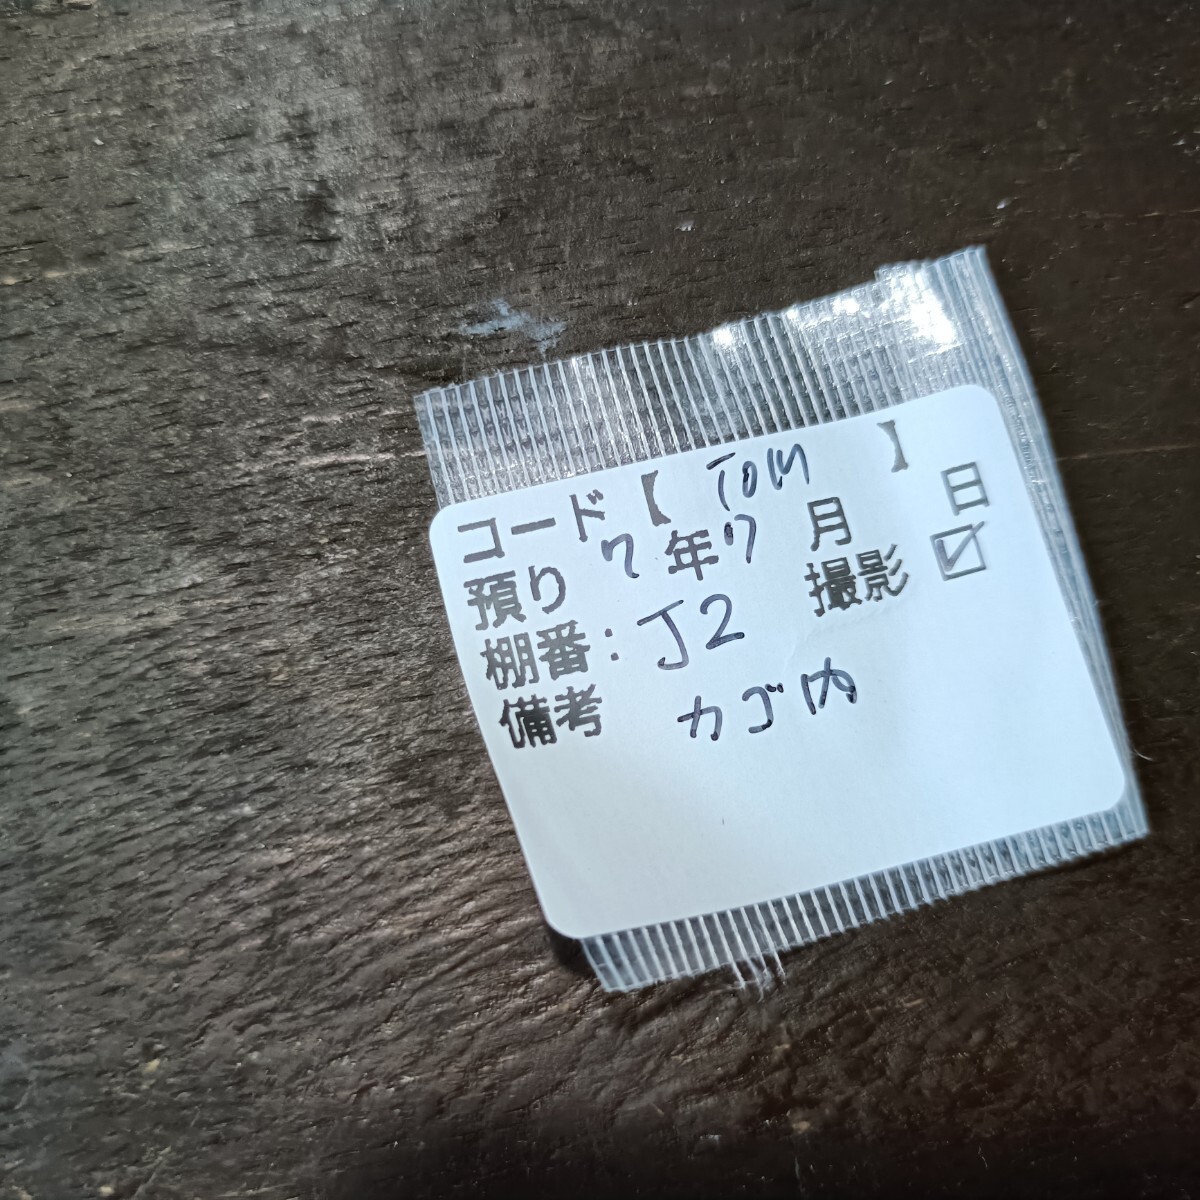 コード【 TOM 】
預り 7年7 月 日
棚番：J2 撮影 ☑
備考 カゴ内